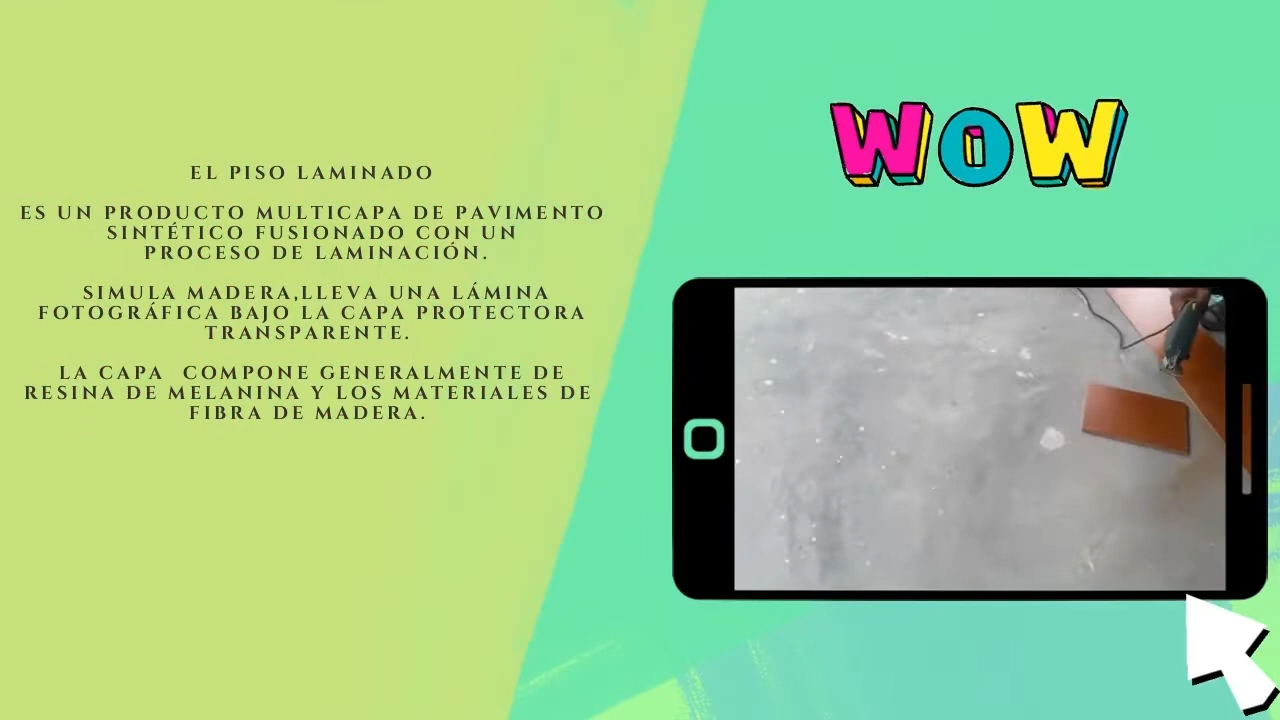 EL PISO LAMINADO
ES UN PRODUCTO MULTICAPA DE PAVIMENTO
SINTÉTICO FUSIONADO CON UN
PROCESO DE LAMINACIÓN.
SIMULA MADERA,LLEVA UNA LÁMINA
FOTOGRÁFICA BAJO LA CAPA PROTECTORA
TRANSPARENTE.
LA CAPA  COMPONE GENERALMENTE DE
RESINA DE MELANINA Y LOS MATERIALES DE
FIBRA DE MADERA.
WOW